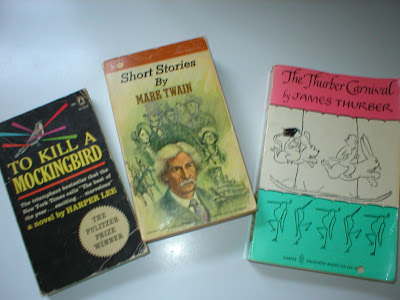 TO KILL A
MOCKINGBIRD
The triumphant bestseller that the
New York Times calls "The best of
the year... exciting... marvelous"
a novel by HARPER LEE
THE
PULITZER
PRIZE
WINNER
Short Stories
By
MARK TWAIN
The Thurber Carnival
by JAMES THURBER